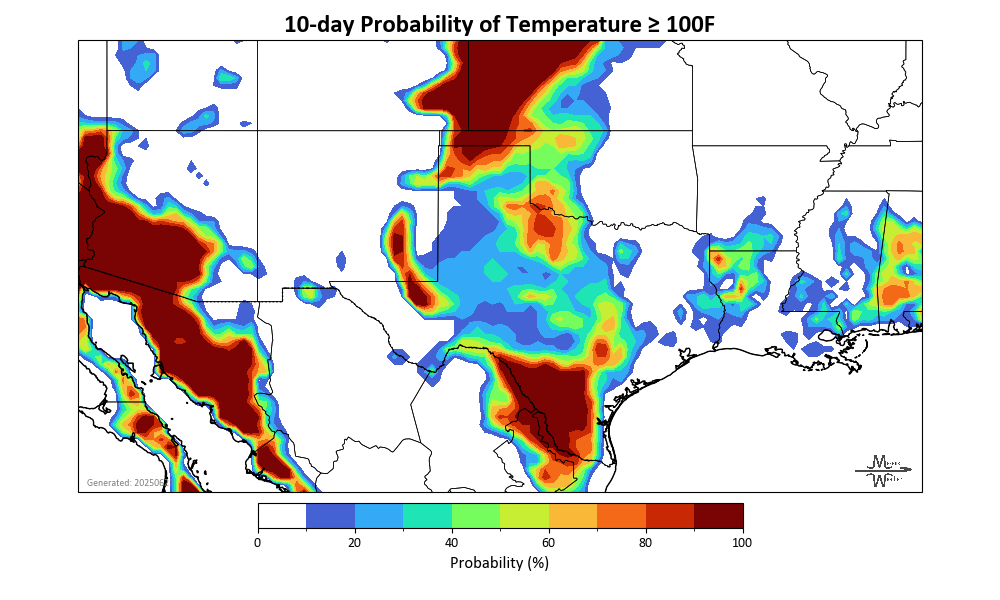 10-day Probability of Temperature ≥ 100F
Generated: 202506
0 20 40 60 80 100
Probability (%)